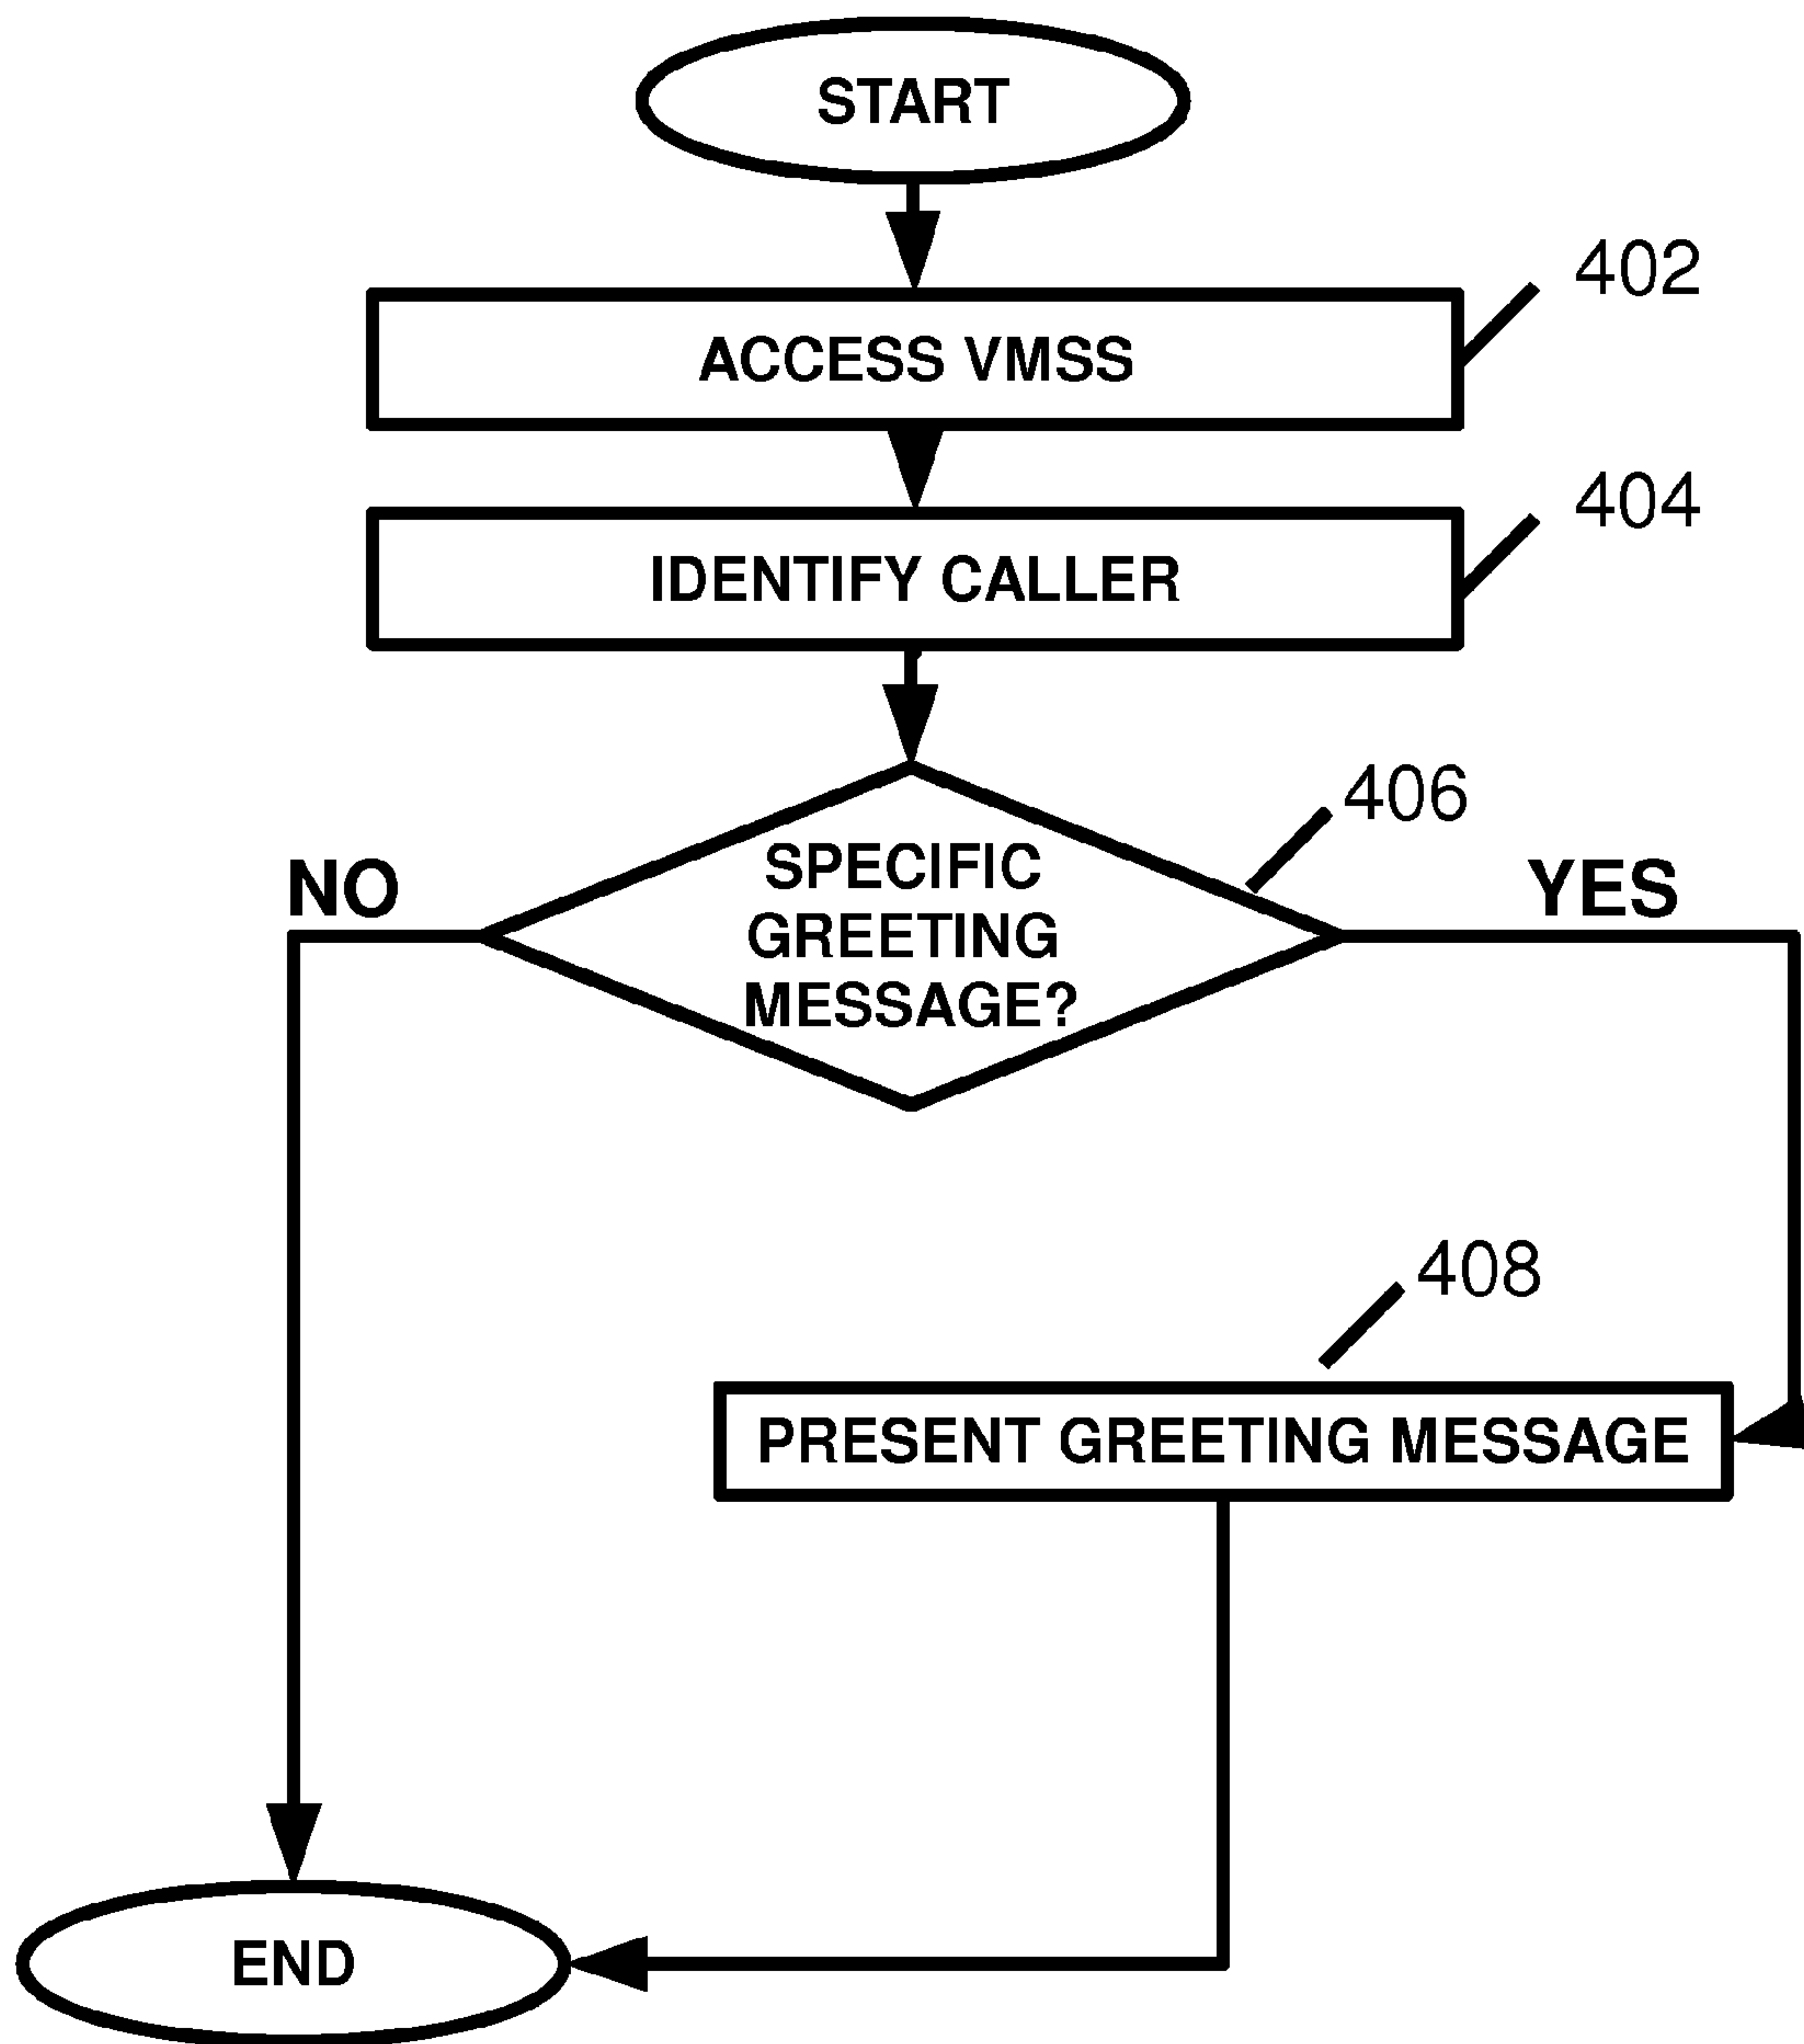 START
402
ACCESS VMSS
404
IDENTIFY CALLER
406
SPECIFIC
GREETING
MESSAGE?
NO
YES
408
PRESENT GREETING MESSAGE
END